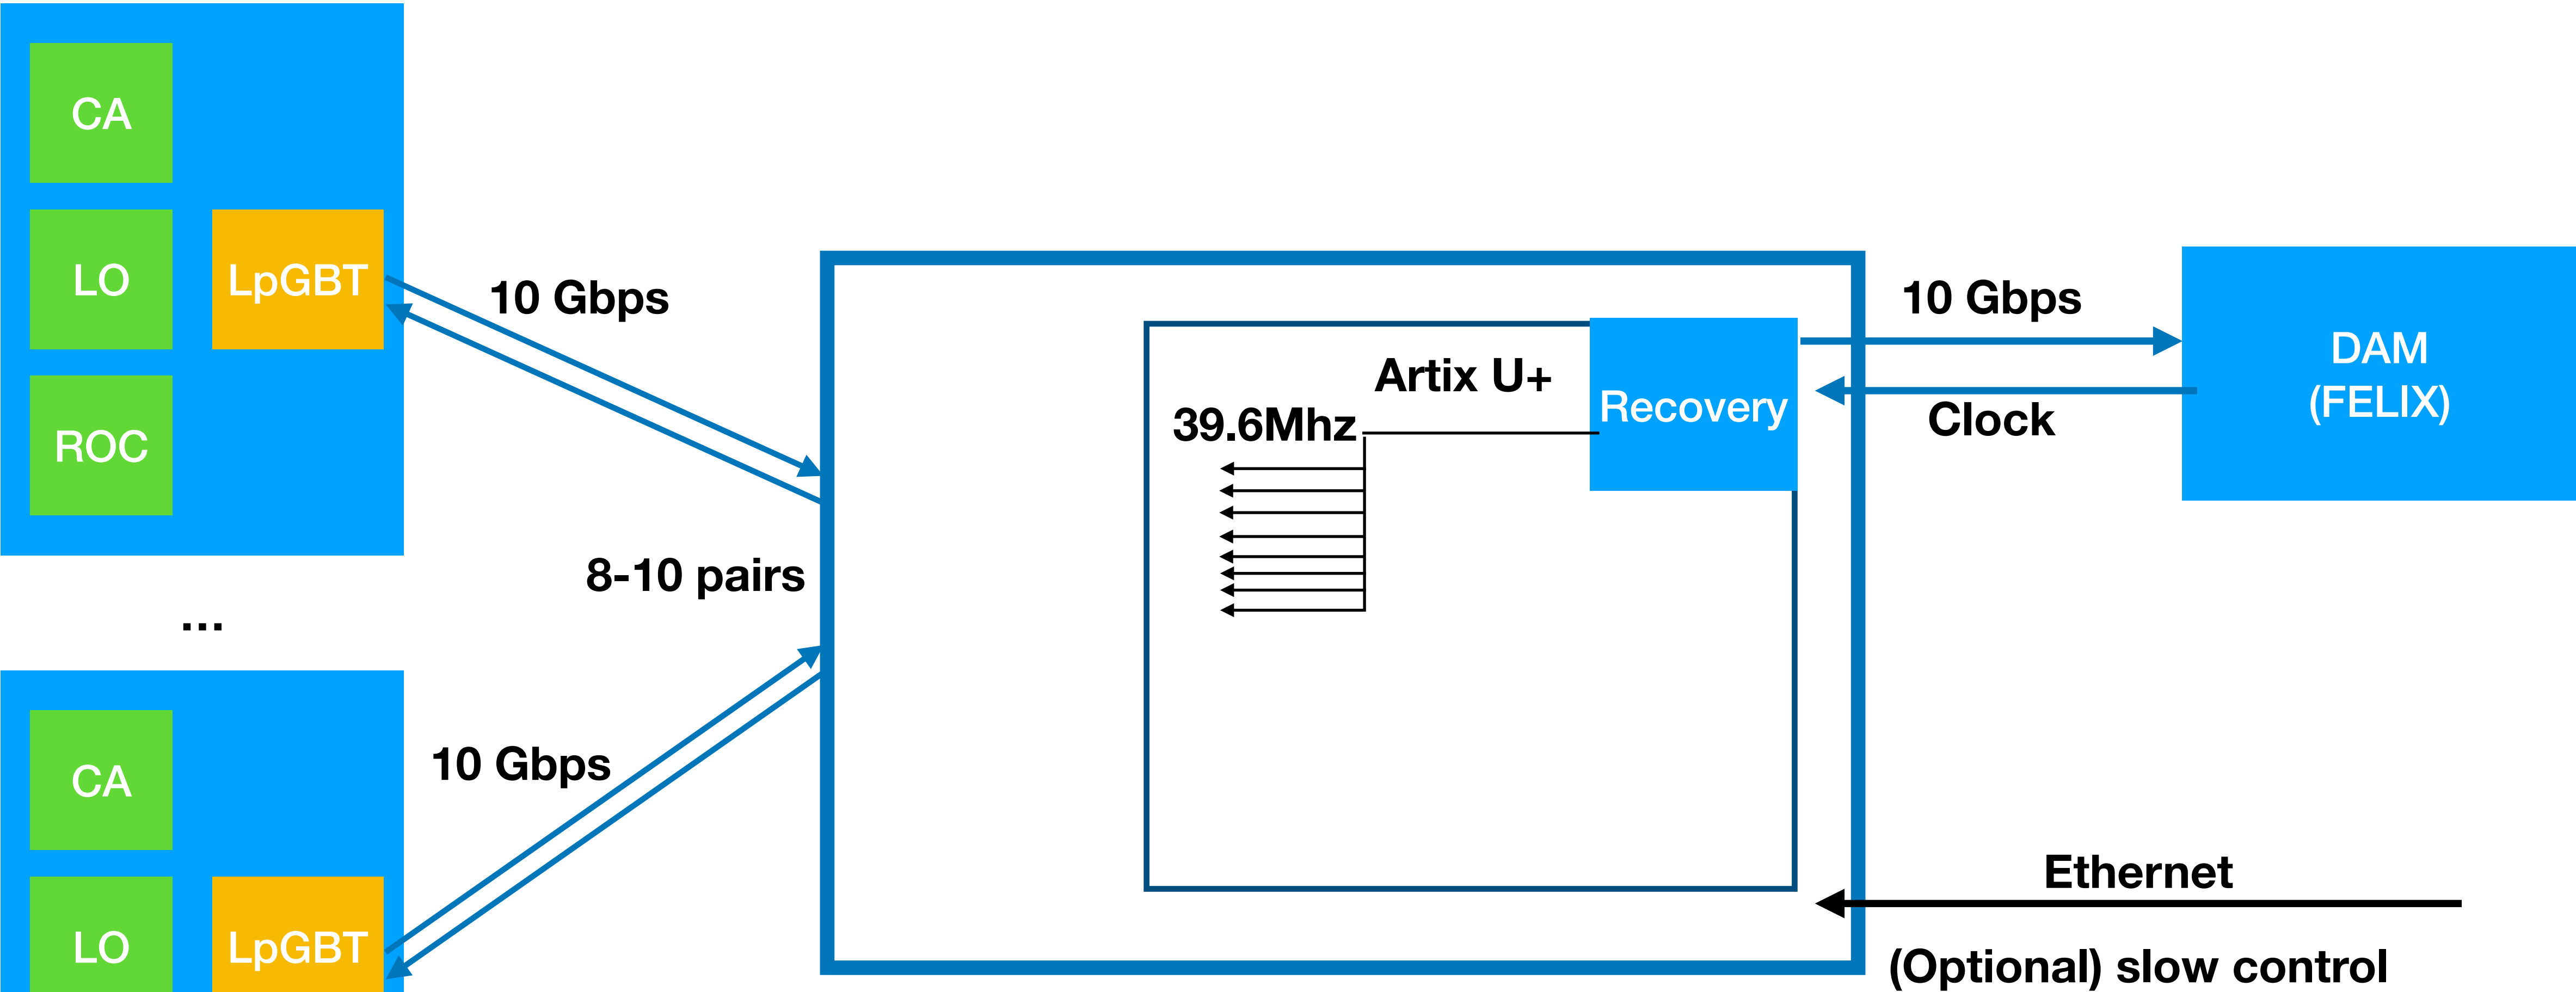 CA
LO
LpGBT
ROC
...
CA
LO
LpGBT
10 Gbps
8-10 pairs
10 Gbps
Artix U+
39.6Mhz
Recovery
10 Gbps
Clock
DAM
(FELIX)
Ethernet
(Optional) slow control